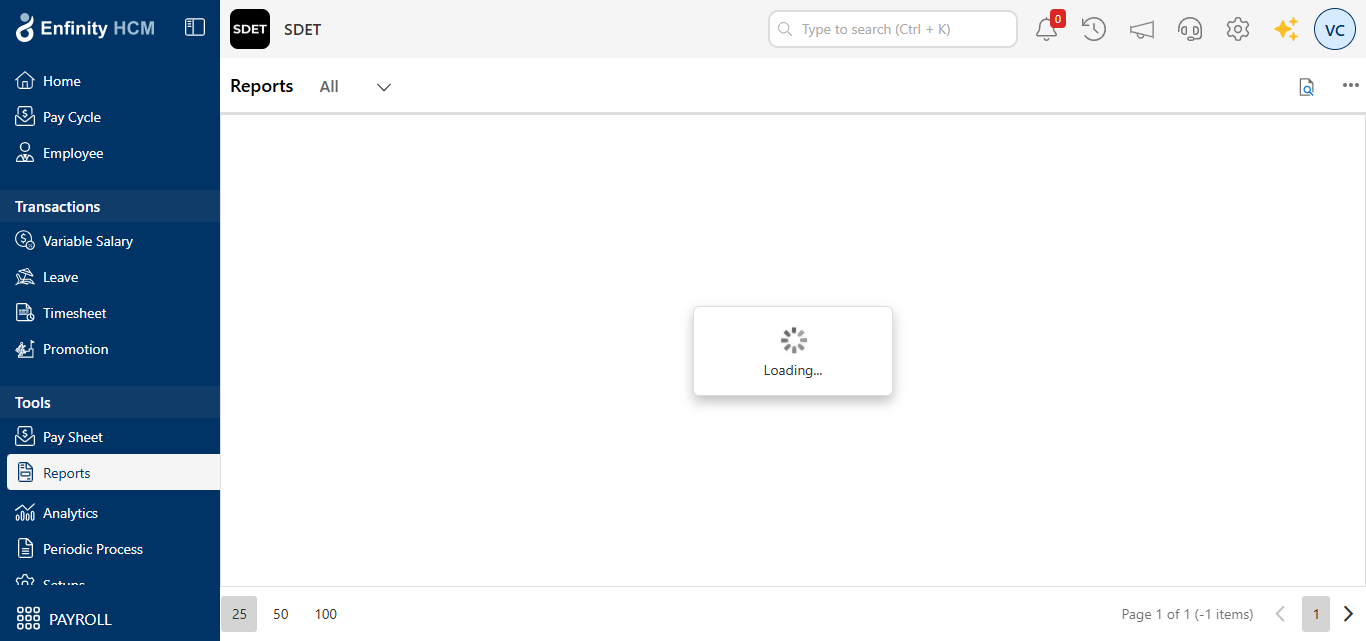 Enfinity HCM
SDET
SDET
Type to search (Ctrl + K)
0
VC
Home
Pay Cycle
Employee
Transactions
Variable Salary
Leave
Timesheet
Promotion
Tools
Pay Sheet
Reports
Analytics
Periodic Process
Setups
PAYROLL
Reports All
Loading...
25 50 100
Page 1 of 1 (-1 items) 1